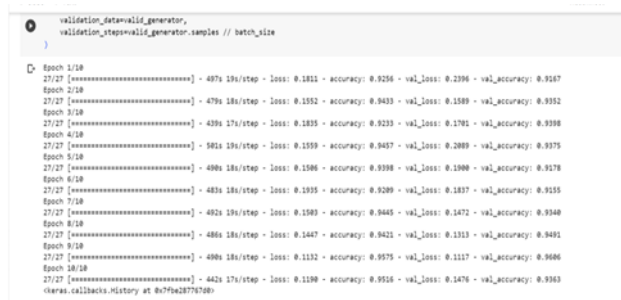 validation_data=valid_generator,
validation_steps=valid_generator.samples // batch_size
)
Epoch 1/10
27/27 [==============================] - 497s 19s/step - loss: 0.1811 - accuracy: 0.9256 - val_loss: 0.2396 - val_accuracy: 0.9167
Epoch 2/10
27/27 [==============================] - 479s 18s/step - loss: 0.1552 - accuracy: 0.9433 - val_loss: 0.1589 - val_accuracy: 0.9352
Epoch 3/10
27/27 [==============================] - 439s 17s/step - loss: 0.1835 - accuracy: 0.9233 - val_loss: 0.1701 - val_accuracy: 0.9398
Epoch 4/10
27/27 [==============================] - 501s 19s/step - loss: 0.1559 - accuracy: 0.9457 - val_loss: 0.2089 - val_accuracy: 0.9375
Epoch 5/10
27/27 [==============================] - 490s 18s/step - loss: 0.1506 - accuracy: 0.9398 - val_loss: 0.1900 - val_accuracy: 0.9178
Epoch 6/10
27/27 [==============================] - 483s 18s/step - loss: 0.1935 - accuracy: 0.9209 - val_loss: 0.1837 - val_accuracy: 0.9155
Epoch 7/10
27/27 [==============================] - 492s 19s/step - loss: 0.1503 - accuracy: 0.9445 - val_loss: 0.1472 - val_accuracy: 0.9340
Epoch 8/10
27/27 [==============================] - 486s 18s/step - loss: 0.1447 - accuracy: 0.9421 - val_loss: 0.1313 - val_accuracy: 0.9491
Epoch 9/10
27/27 [==============================] - 490s 18s/step - loss: 0.1132 - accuracy: 0.9575 - val_loss: 0.1117 - val_accuracy: 0.9606
Epoch 10/10
27/27 [==============================] - 442s 17s/step - loss: 0.1190 - accuracy: 0.9516 - val_loss: 0.1476 - val_accuracy: 0.9363
<keras.callbacks.History at 0x7fbe287767d0>